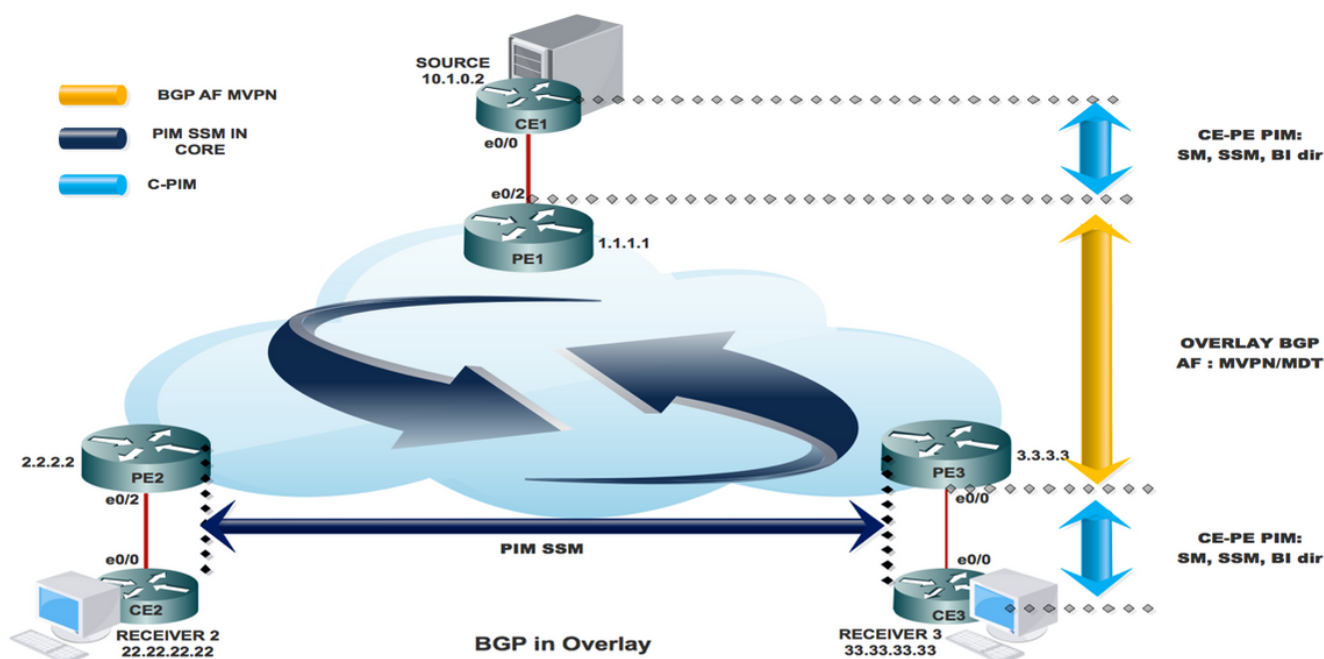 SOURCE
10.1.0.2
BGP AF MVPN
PIM SSM IN
CORE
C-PIM
CE1
e0/0
CE-PE PIM:
SM, SSM, BI dir
e0/2
PE1
1.1.1.1
OVERLAY BGP
AF : MVPN/MDT
2.2.2.2
PE2
e0/2
3.3.3.3
PE3
e0/0
PIM SSM
e0/0
CE2
e0/0
CE3
CE-PE PIM:
SM, SSM, BI dir
RECEIVER 2
22.22.22.22
BGP in Overlay
RECEIVER 3
33.33.33.33